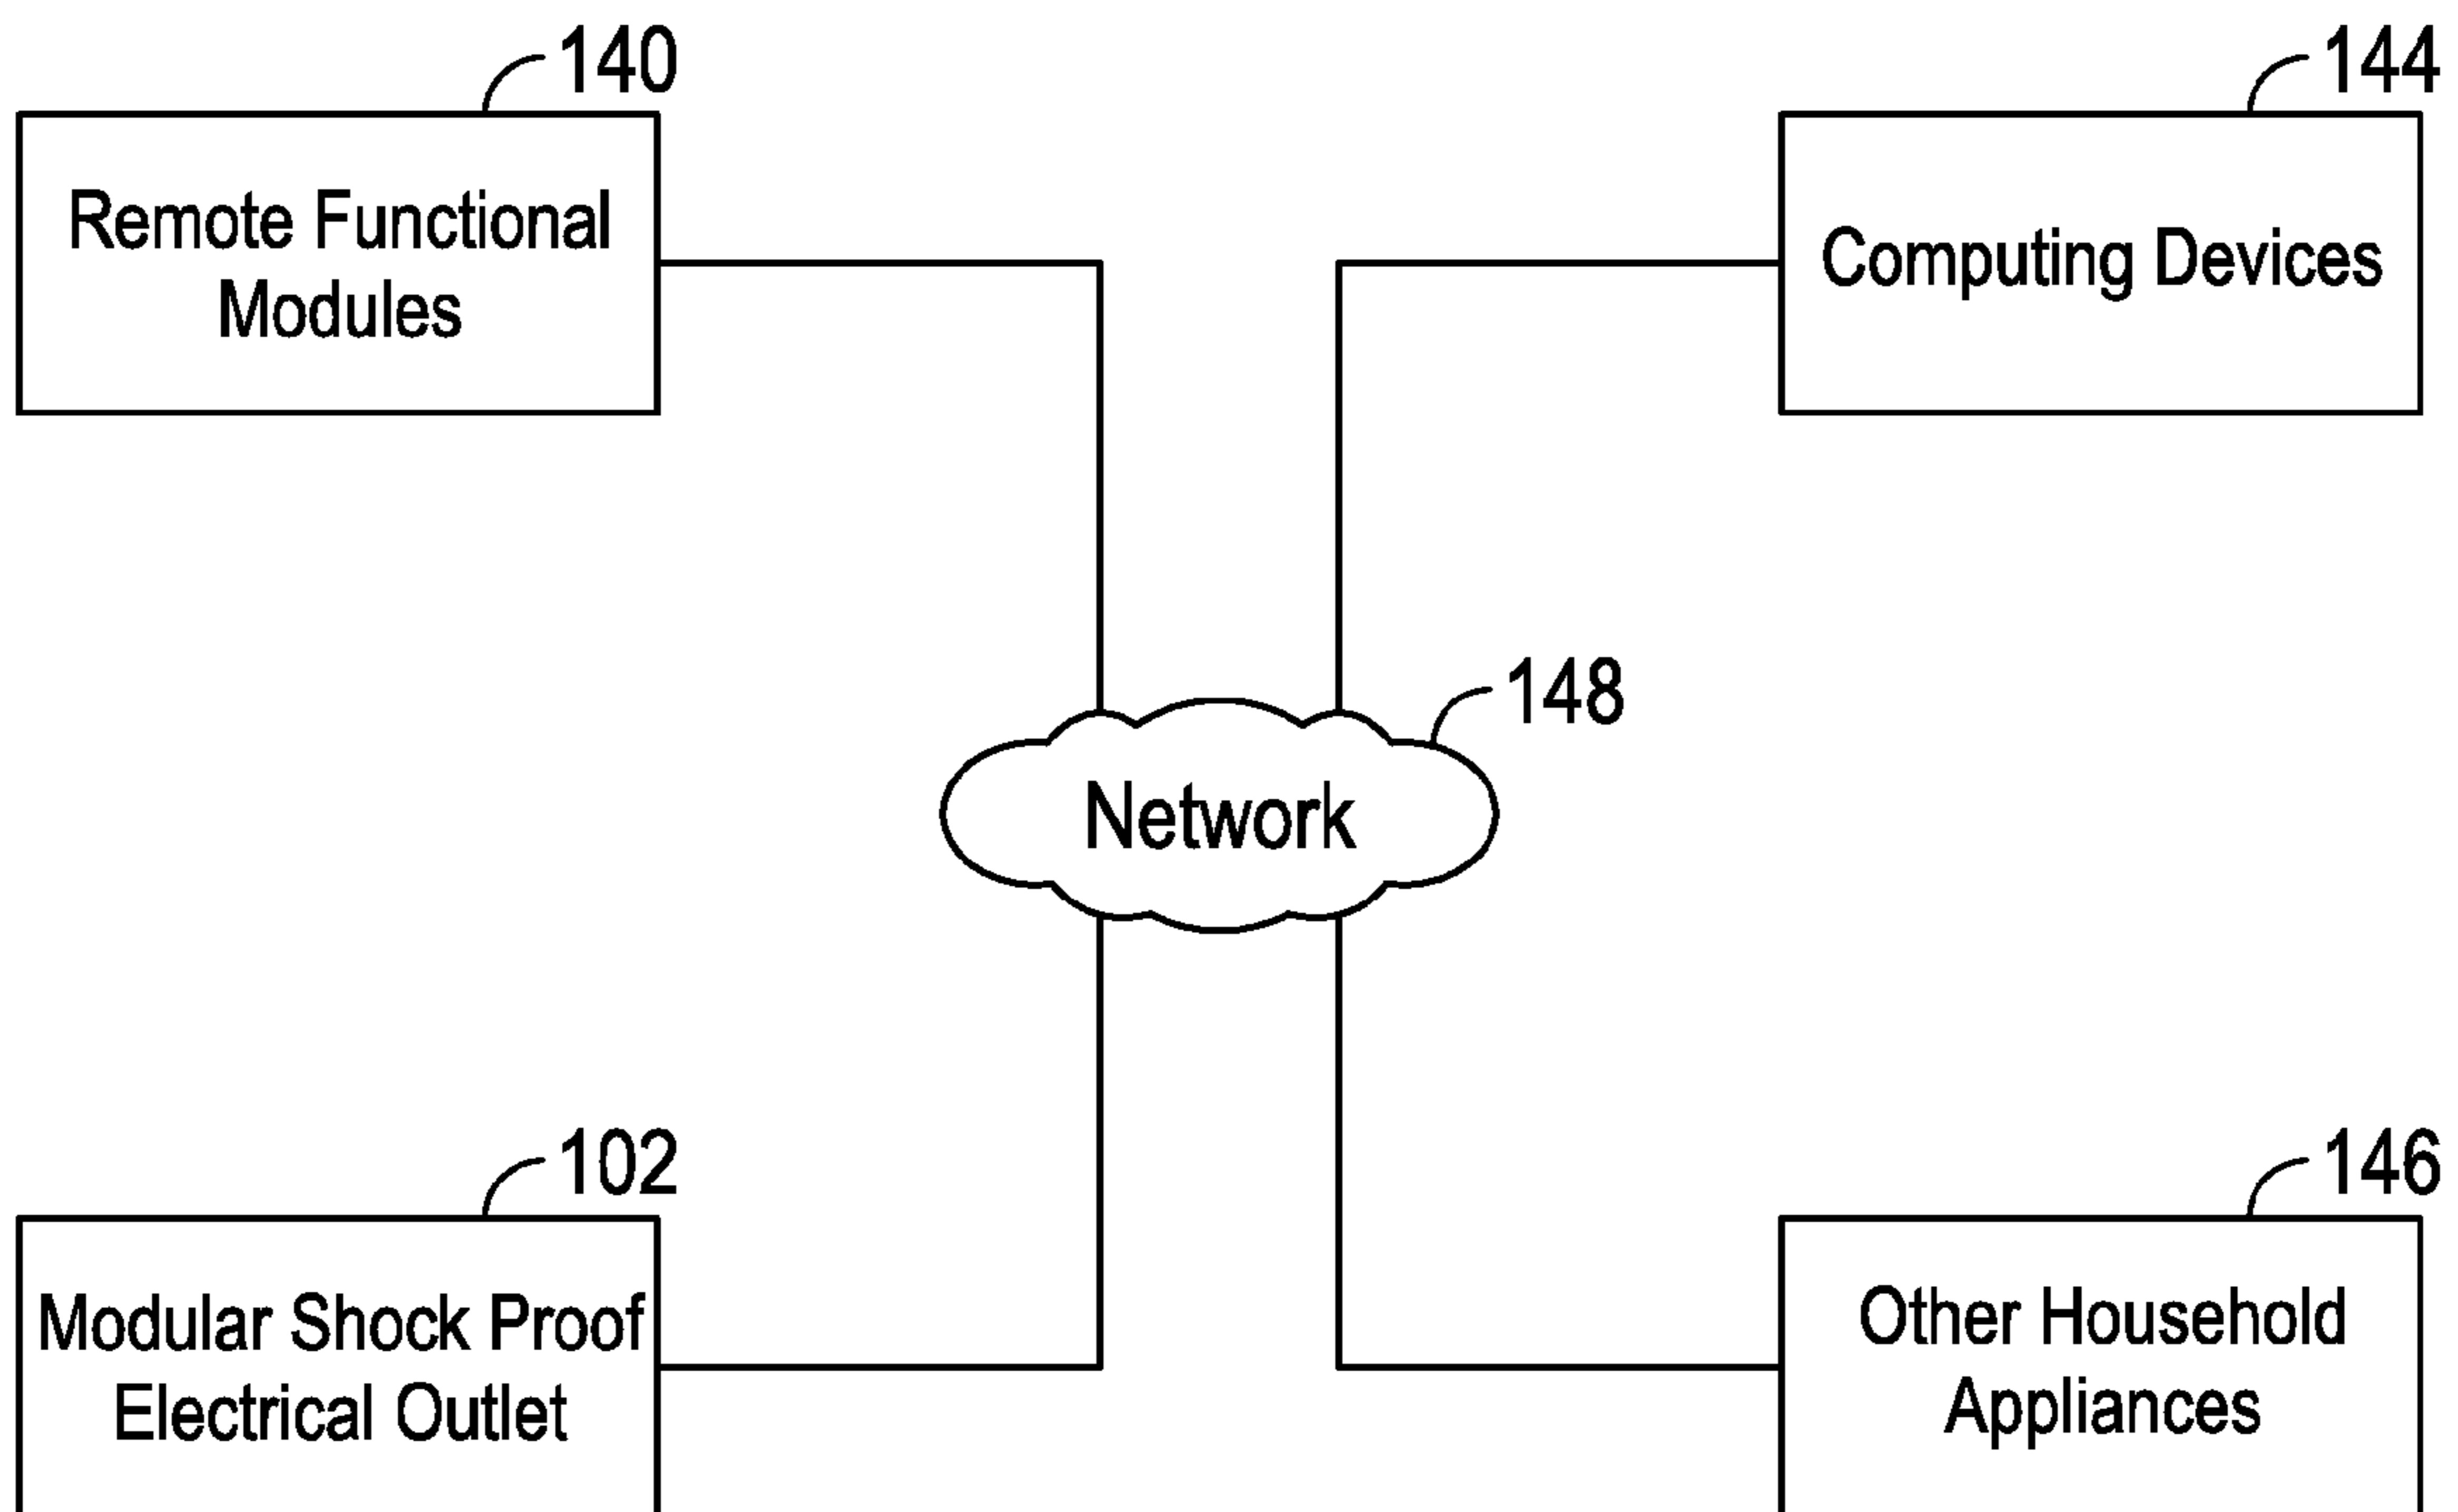 140
Remote Functional
Modules
144
Computing Devices
148
Network
102
Modular Shock Proof
Electrical Outlet
146
Other Household
Appliances